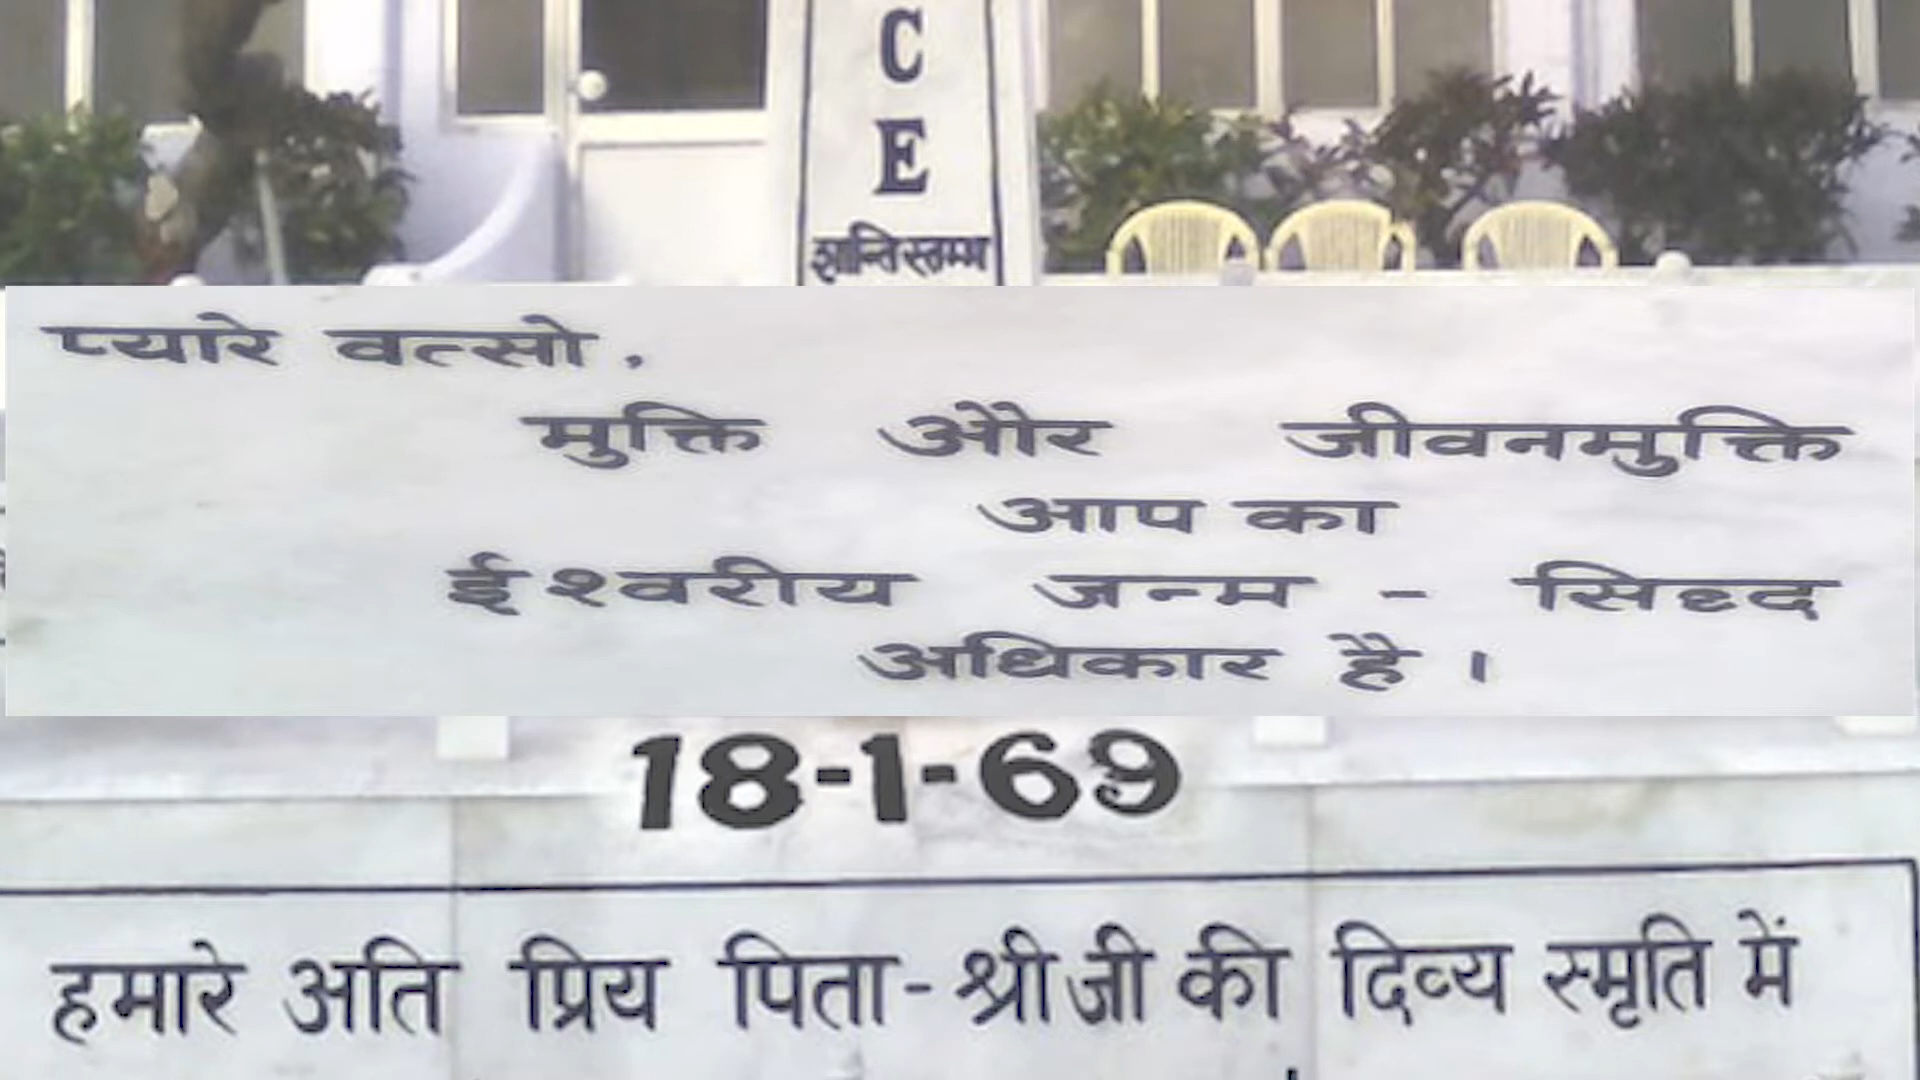 C
E
शान्ति स्तम्भ
प्यारे वत्सो,
मुक्ति और जीवनमुक्ति
आप का
ईश्वरीय जन्म - सिध्द
अधिकार है ।
18-1-69
हमारे अति प्रिय पिता-श्री जी की दिव्य स्मृति में